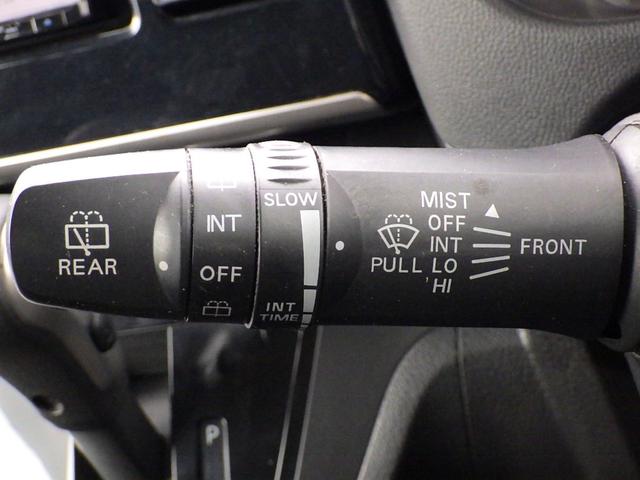 REAR
INT
OFF
SLOW
INT
TIME
MIST
OFF
INT
PULL LO
HI
FRONT
P